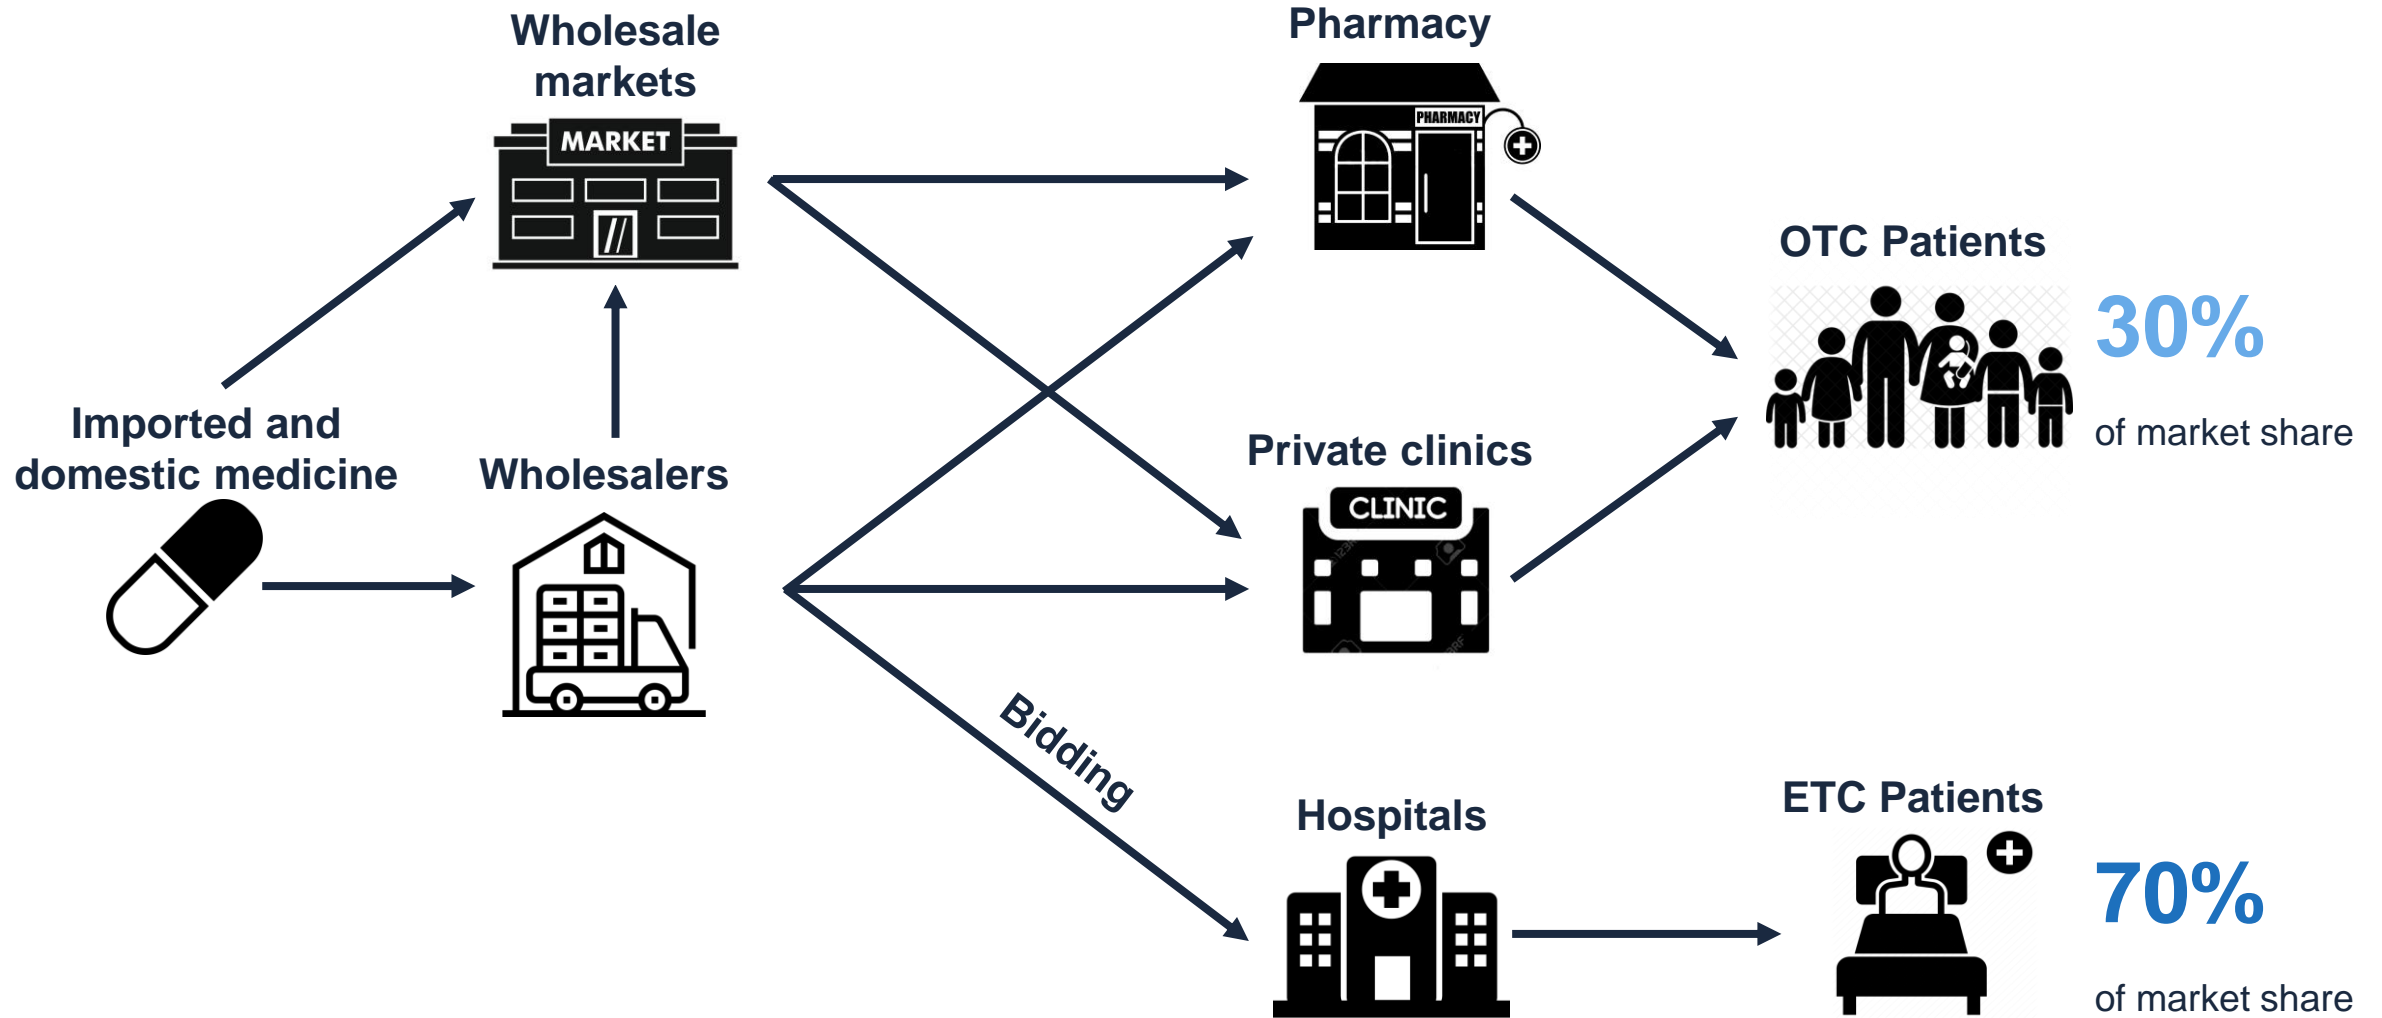 Wholesale
markets
MARKET
Pharmacy
PHARMACY
OTC Patients
30%
of market share
Imported and
domestic medicine
Wholesalers
Private clinics
CLINIC
Bidding
Hospitals
ETC Patients
70%
of market share